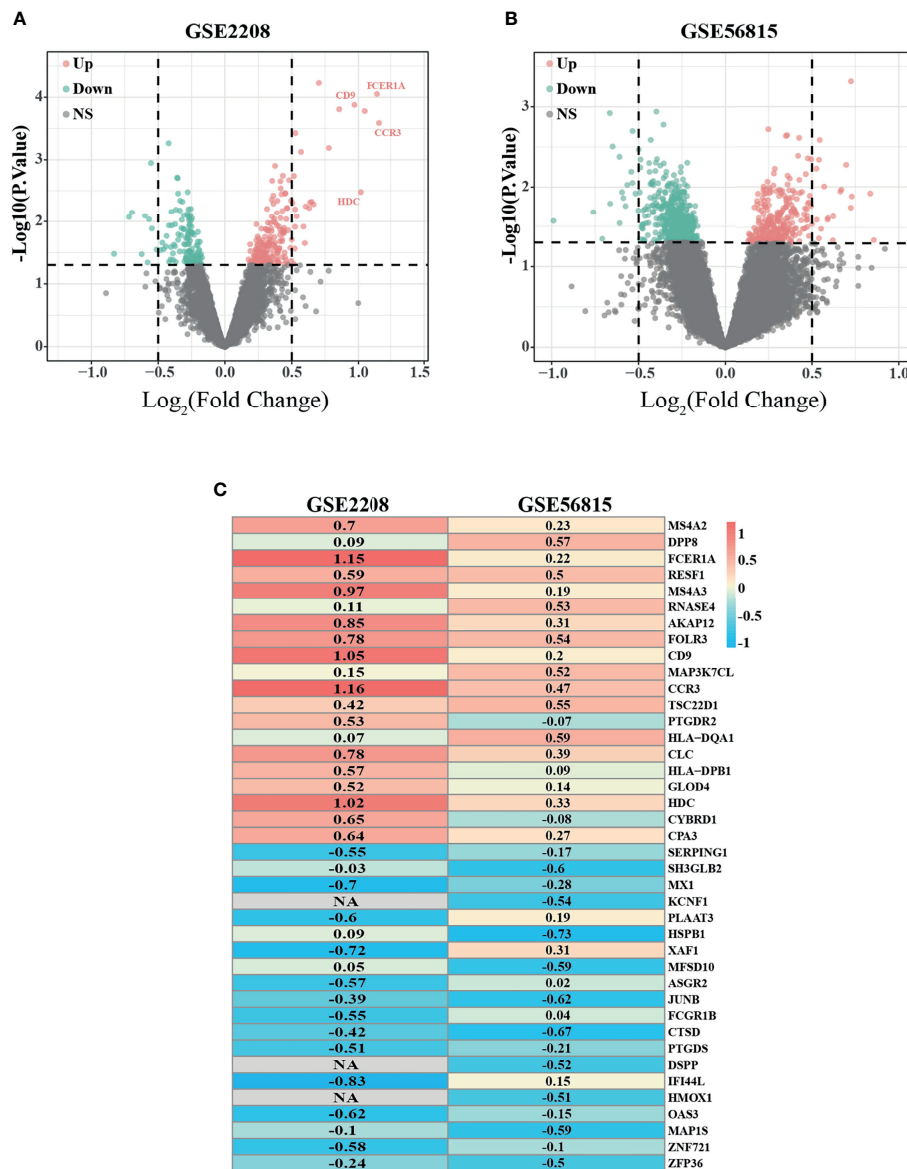 A
GSE2208
Up
Down
NS
FCER1A
CD9
CCR3
HDC
4
3
2
1
0
−1.0
−0.5
0.0
0.5
1.0
1.5
-Log10(P.Value)
Log2(Fold Change)
B
GSE56815
Up
Down
NS
3
2
1
0
−1.0
−0.5
0.0
0.5
1.0
-Log10(P.Value)
Log2(Fold Change)
C
GSE2208 GSE56815
0.7 0.23 MS4A2
0.09 0.57 DPP8
1.15 0.22 FCER1A
0.59 0.5 RESF1
0.97 0.19 MS4A3
0.11 0.53 RNASE4
0.85 0.31 AKAP12
0.78 0.54 FOLR3
1.05 0.2 CD9
0.15 0.52 MAP3K7CL
1.16 0.47 CCR3
0.42 0.55 TSC22D1
0.53 -0.07 PTGDR2
0.07 0.59 HLA−DQA1
0.78 0.39 CLC
0.57 0.09 HLA−DPB1
0.52 0.14 GLOD4
1.02 0.33 HDC
0.65 -0.08 CYBRD1
0.64 0.27 CPA3
-0.55 -0.17 SERPING1
-0.03 -0.6 SH3GLB2
-0.7 -0.28 MX1
NA -0.54 KCNF1
-0.6 0.19 PLAAT3
0.09 -0.73 HSPB1
-0.72 0.31 XAF1
0.05 -0.59 MFSD10
-0.57 0.02 ASGR2
-0.39 -0.62 JUNB
-0.55 0.04 FCGR1B
-0.42 -0.67 CTSD
-0.51 -0.21 PTGDS
NA -0.52 DSPP
-0.83 0.15 IFI44L
NA -0.51 HMOX1
-0.62 -0.15 OAS3
-0.1 -0.59 MAP1S
-0.58 -0.1 ZNF721
-0.24 -0.5 ZFP36
1
0.5
0
-0.5
-1